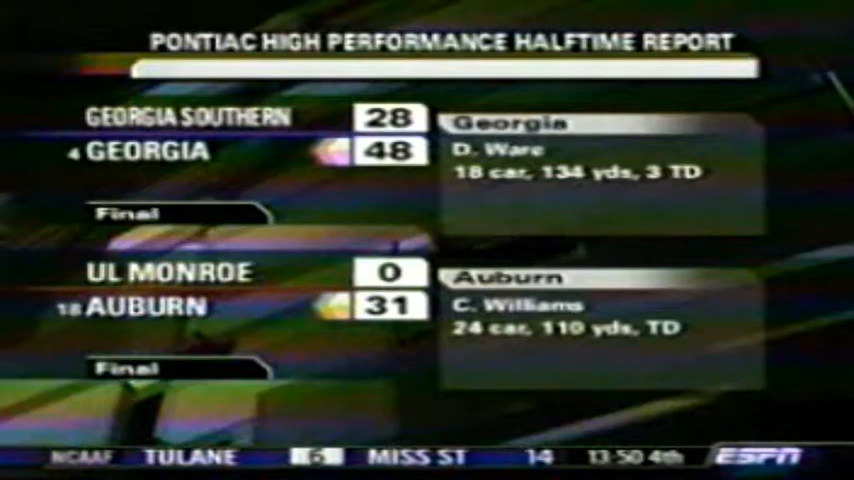 PONTIAC HIGH PERFORMANCE HALFTIME REPORT
GEORGIA SOUTHERN 28
4 GEORGIA 48
Final
Georgia
D. Ware
18 car, 134 yds, 3 TD
UL MONROE 0
18 AUBURN 31
Final
Auburn
C. Williams
24 car, 110 yds, TD
NCAAF TULANE 6 MISS ST 14 13:50 4th ESPN